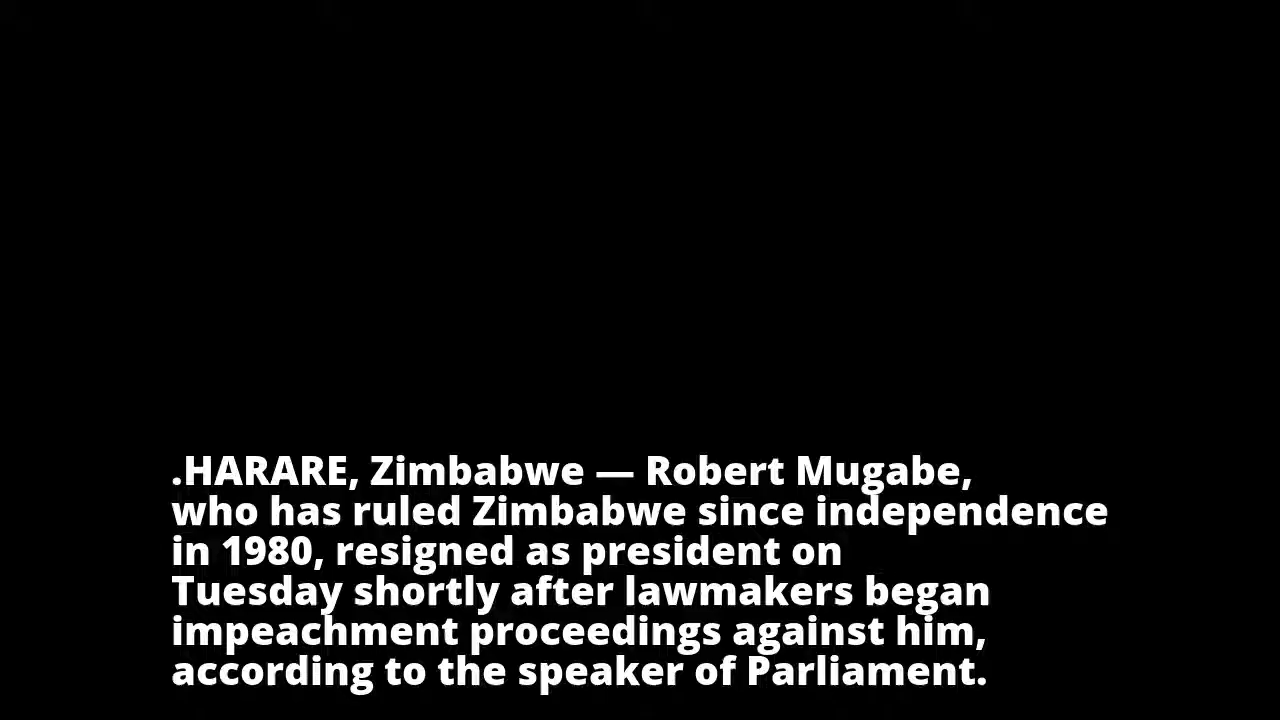 .HARARE, Zimbabwe — Robert Mugabe,
who has ruled Zimbabwe since independence
in 1980, resigned as president on
Tuesday shortly after lawmakers began
impeachment proceedings against him,
according to the speaker of Parliament.